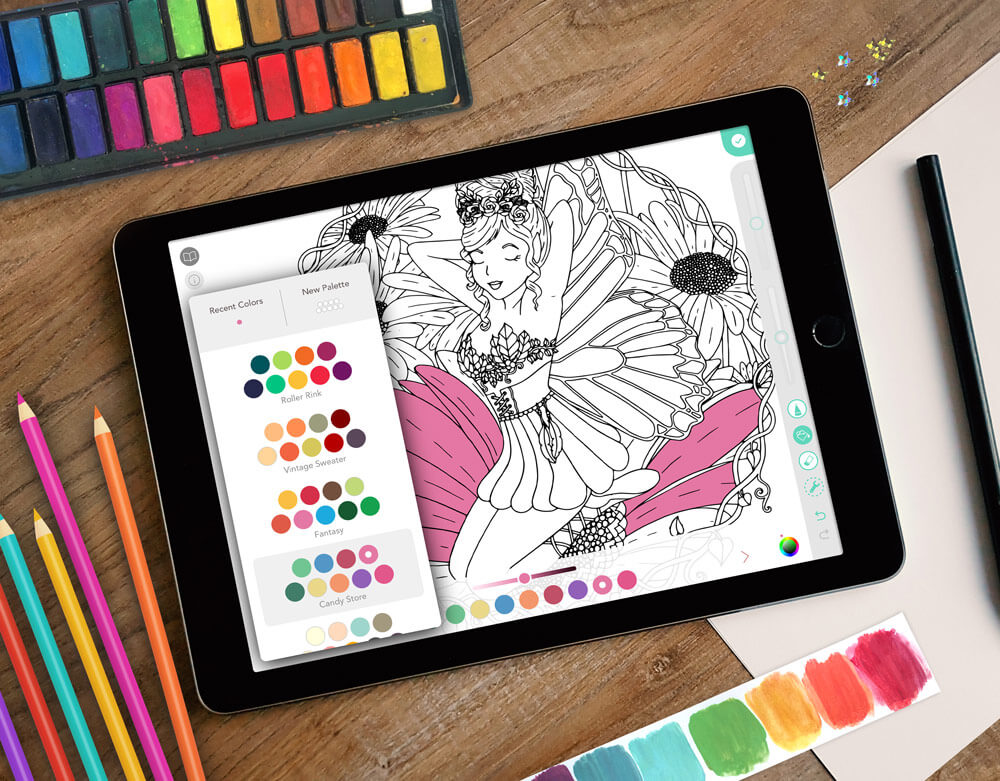 Recent Colors
New Palette
Roller Rink
Vintage Sweater
Fantasy
Candy Store